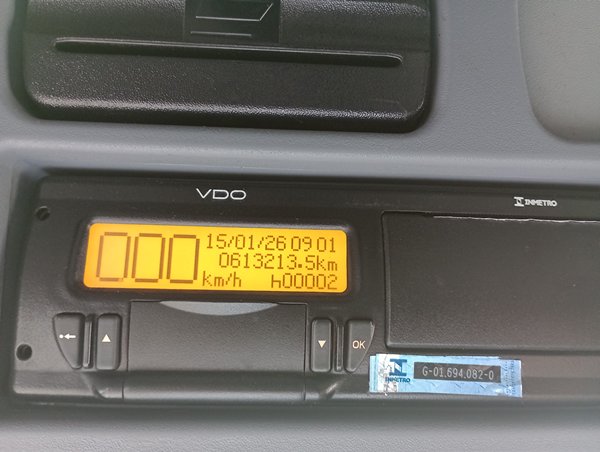 VDO
INMETRO
000
15/01/26 09 01
0613213.5km
km/h h00002
OK
INMETRO
G-01.694.082-0